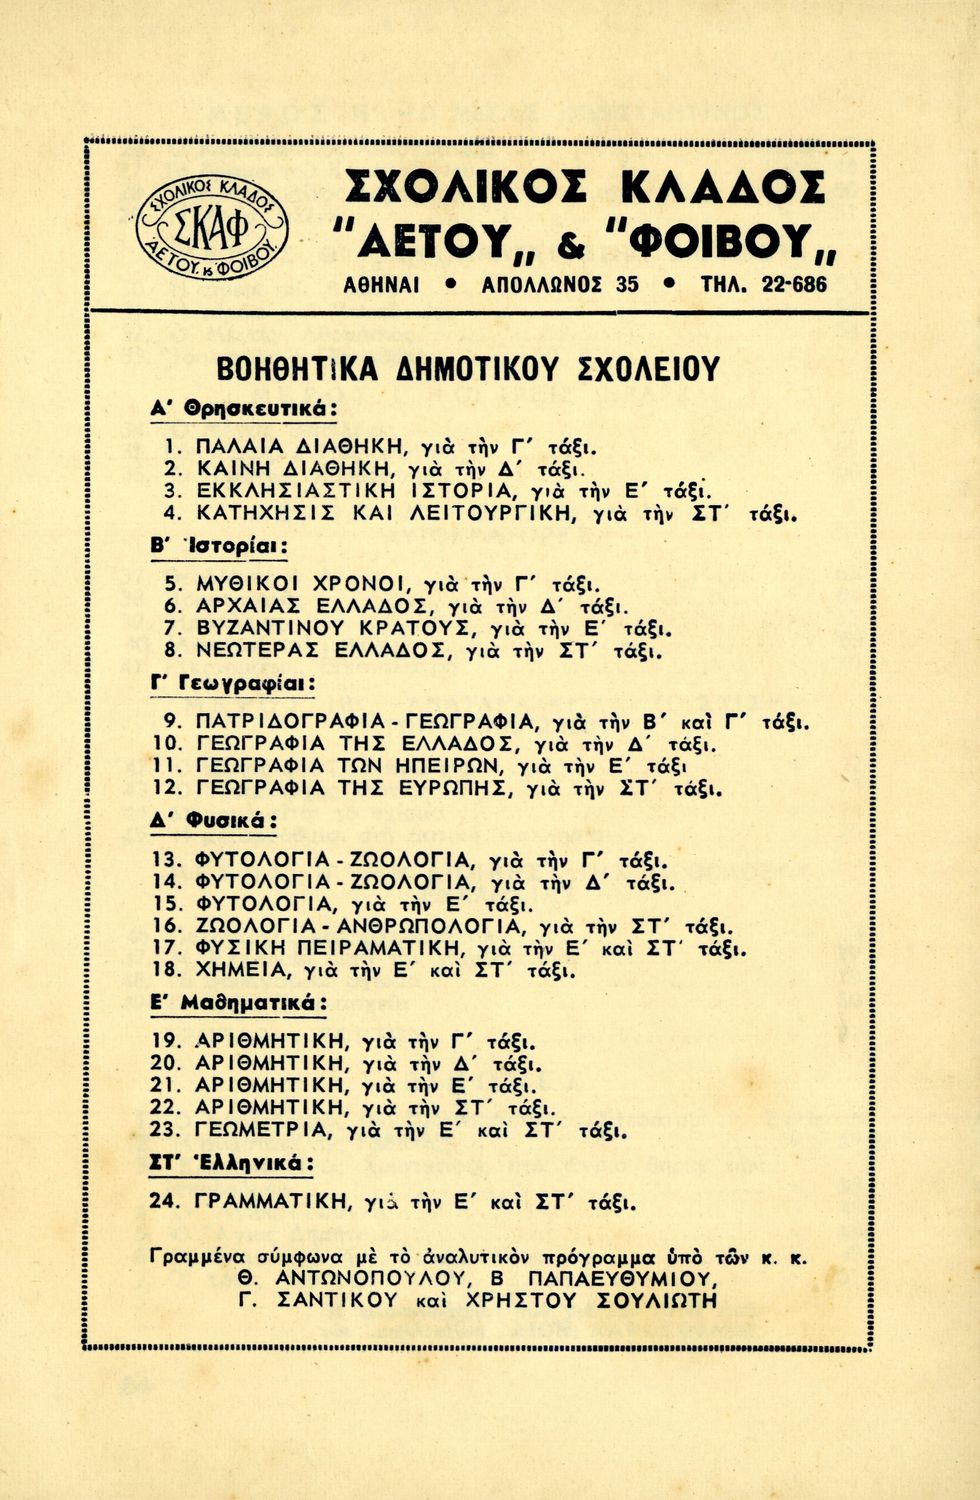 ΣΧΟΛΙΚΟΣ ΚΛΑΔΟΣ
ΣΚΑΦ
ΑΕΤΟΥ κ ΦΟΙΒΟΥ
ΣΧΟΛΙΚΟΣ ΚΛΑΔΟΣ
"ΑΕΤΟΥ„ & "ΦΟΙΒΟΥ„
ΑΘΗΝΑΙ • ΑΠΟΛΛΩΝΟΣ 35 • ΤΗΛ. 22-686
ΒΟΗΘΗΤΙΚΑ ΔΗΜΟΤΙΚΟΥ ΣΧΟΛΕΙΟΥ
Α' Θρησκευτικά:
1. ΠΑΛΑΙΑ ΔΙΑΘΗΚΗ, γιὰ τὴν Γ' τάξι.
2. ΚΑΙΝΗ ΔΙΑΘΗΚΗ, γιὰ τὴν Δ' τάξι.
3. ΕΚΚΛΗΣΙΑΣΤΙΚΗ ΙΣΤΟΡΙΑ, γιὰ τὴν Ε' τάξι.
4. ΚΑΤΗΧΗΣΙΣ ΚΑΙ ΛΕΙΤΟΥΡΓΙΚΗ, γιὰ τὴν ΣΤ' τάξι.
Β' Ἱστορίαι:
5. ΜΥΘΙΚΟΙ ΧΡΟΝΟΙ, γιὰ τὴν Γ' τάξι.
6. ΑΡΧΑΙΑΣ ΕΛΛΑΔΟΣ, γιὰ τὴν Δ' τάξι.
7. ΒΥΖΑΝΤΙΝΟΥ ΚΡΑΤΟΥΣ, γιὰ τὴν Ε' τάξι.
8. ΝΕΩΤΕΡΑΣ ΕΛΛΑΔΟΣ, γιὰ τὴν ΣΤ' τάξι.
Γ' Γεωγραφίαι:
9. ΠΑΤΡΙΔΟΓΡΑΦΙΑ - ΓΕΩΓΡΑΦΙΑ, γιὰ τὴν Β' καὶ Γ' τάξι.
10. ΓΕΩΓΡΑΦΙΑ ΤΗΣ ΕΛΛΑΔΟΣ, γιὰ τὴν Δ' τάξι.
11. ΓΕΩΓΡΑΦΙΑ ΤΩΝ ΗΠΕΙΡΩΝ, γιὰ τὴν Ε' τάξι
12. ΓΕΩΓΡΑΦΙΑ ΤΗΣ ΕΥΡΩΠΗΣ, γιὰ τὴν ΣΤ' τάξι.
Δ' Φυσικά:
13. ΦΥΤΟΛΟΓΙΑ - ΖΩΟΛΟΓΙΑ, γιὰ τὴν Γ' τάξι.
14. ΦΥΤΟΛΟΓΙΑ - ΖΩΟΛΟΓΙΑ, γιὰ τὴν Δ' τάξι.
15. ΦΥΤΟΛΟΓΙΑ, γιὰ τὴν Ε' τάξι.
16. ΖΩΟΛΟΓΙΑ - ΑΝΘΡΩΠΟΛΟΓΙΑ, γιὰ τὴν ΣΤ' τάξι.
17. ΦΥΣΙΚΗ ΠΕΙΡΑΜΑΤΙΚΗ, γιὰ τὴν Ε' καὶ ΣΤ' τάξι.
18. ΧΗΜΕΙΑ, γιὰ τὴν Ε' καὶ ΣΤ' τάξι.
Ε' Μαθηματικά:
19. ΑΡΙΘΜΗΤΙΚΗ, γιὰ τὴν Γ' τάξι.
20. ΑΡΙΘΜΗΤΙΚΗ, γιὰ τὴν Δ' τάξι.
21. ΑΡΙΘΜΗΤΙΚΗ, γιὰ τὴν Ε' τάξι.
22. ΑΡΙΘΜΗΤΙΚΗ, γιὰ τὴν ΣΤ' τάξι.
23. ΓΕΩΜΕΤΡΙΑ, γιὰ τὴν Ε' καὶ ΣΤ' τάξι.
ΣΤ' Ἑλληνικά:
24. ΓΡΑΜΜΑΤΙΚΗ, γιὰ τὴν Ε' καὶ ΣΤ' τάξι.
Γραμμένα σύμφωνα μὲ τὸ ἀναλυτικὸν πρόγραμμα ὑπὸ τῶν κ. κ.
Θ. ΑΝΤΩΝΟΠΟΥΛΟΥ, Β ΠΑΠΑΕΥΘΥΜΙΟΥ,
Γ. ΣΑΝΤΙΚΟΥ καὶ ΧΡΗΣΤΟΥ ΣΟΥΛΙΩΤΗ